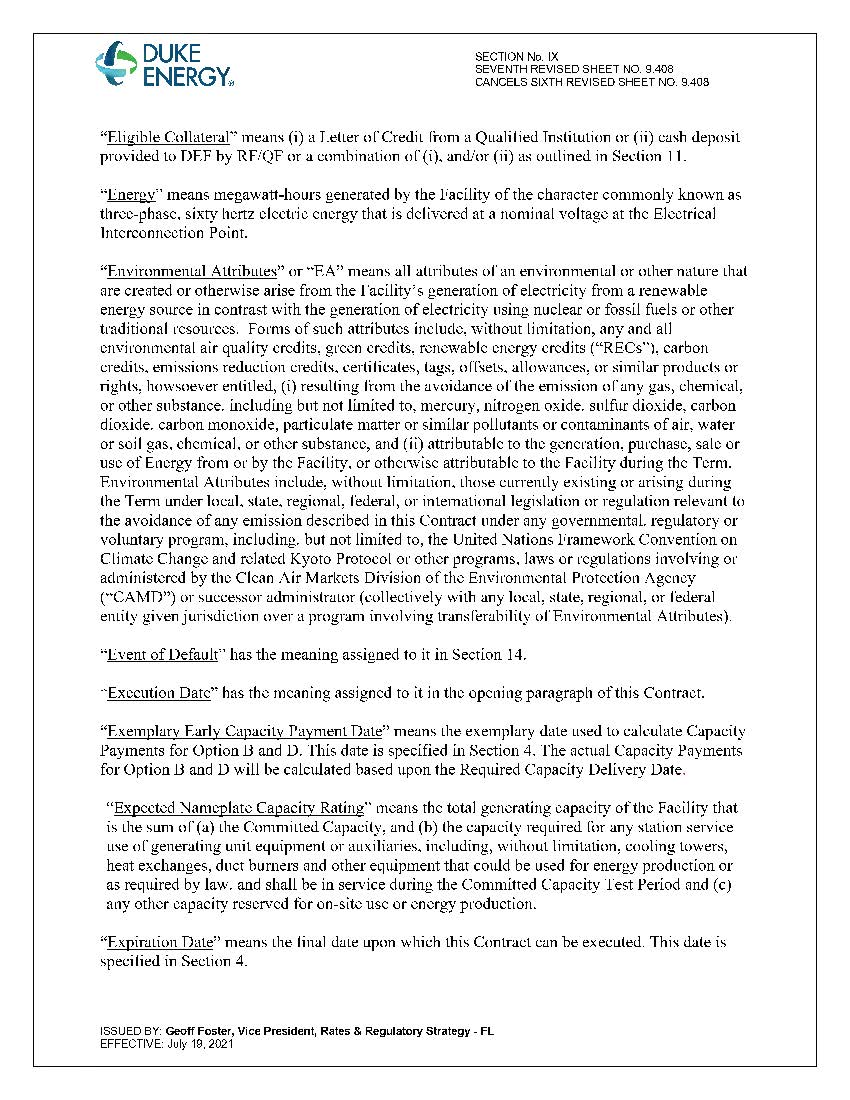 DUKE
ENERGY®
SECTION No. IX
SEVENTH REVISED SHEET NO. 9.408
CANCELS SIXTH REVISED SHEET NO. 9.408
“Eligible Collateral” means (i) a Letter of Credit from a Qualified Institution or (ii) cash deposit
provided to DEF by RF/QF or a combination of (i), and/or (ii) as outlined in Section 11.
“Energy” means megawatt-hours generated by the Facility of the character commonly known as
three-phase, sixty hertz electric energy that is delivered at a nominal voltage at the Electrical
Interconnection Point.
“Environmental Attributes” or “EA” means all attributes of an environmental or other nature that
are created or otherwise arise from the Facility’s generation of electricity from a renewable
energy source in contrast with the generation of electricity using nuclear or fossil fuels or other
traditional resources.  Forms of such attributes include, without limitation, any and all
environmental air quality credits, green credits, renewable energy credits (“RECs”), carbon
credits, emissions reduction credits, certificates, tags, offsets, allowances, or similar products or
rights, howsoever entitled, (i) resulting from the avoidance of the emission of any gas, chemical,
or other substance, including but not limited to, mercury, nitrogen oxide, sulfur dioxide, carbon
dioxide, carbon monoxide, particulate matter or similar pollutants or contaminants of air, water
or soil gas, chemical, or other substance, and (ii) attributable to the generation, purchase, sale or
use of Energy from or by the Facility, or otherwise attributable to the Facility during the Term.
Environmental Attributes include, without limitation, those currently existing or arising during
the Term under local, state, regional, federal, or international legislation or regulation relevant to
the avoidance of any emission described in this Contract under any governmental, regulatory or
voluntary program, including, but not limited to, the United Nations Framework Convention on
Climate Change and related Kyoto Protocol or other programs, laws or regulations involving or
administered by the Clean Air Markets Division of the Environmental Protection Agency
(“CAMD”) or successor administrator (collectively with any local, state, regional, or federal
entity given jurisdiction over a program involving transferability of Environmental Attributes).
“Event of Default” has the meaning assigned to it in Section 14.
“Execution Date” has the meaning assigned to it in the opening paragraph of this Contract.
“Exemplary Early Capacity Payment Date” means the exemplary date used to calculate Capacity
Payments for Option B and D. This date is specified in Section 4. The actual Capacity Payments
for Option B and D will be calculated based upon the Required Capacity Delivery Date.
“Expected Nameplate Capacity Rating” means the total generating capacity of the Facility that
is the sum of (a) the Committed Capacity, and (b) the capacity required for any station service
use of generating unit equipment or auxiliaries, including, without limitation, cooling towers,
heat exchanges, duct burners and other equipment that could be used for energy production or
as required by law, and shall be in service during the Committed Capacity Test Period and (c)
any other capacity reserved for on-site use or energy production.
“Expiration Date” means the final date upon which this Contract can be executed. This date is
specified in Section 4.
ISSUED BY: Geoff Foster, Vice President, Rates & Regulatory Strategy - FL
EFFECTIVE: July 19, 2021